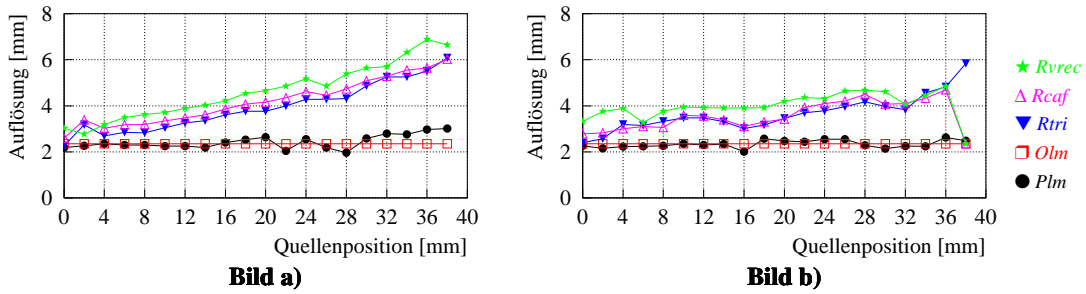 Auflösung [mm]
8
6
4
2
0
0 4 8 12 16 20 24 28 32 36 40
Quellenposition [mm]
Bild a)
Auflösung [mm]
8
6
4
2
0
0 4 8 12 16 20 24 28 32 36 40
Quellenposition [mm]
Bild b)
Rvrec
Rcaf
Rtri
Olm
Plm